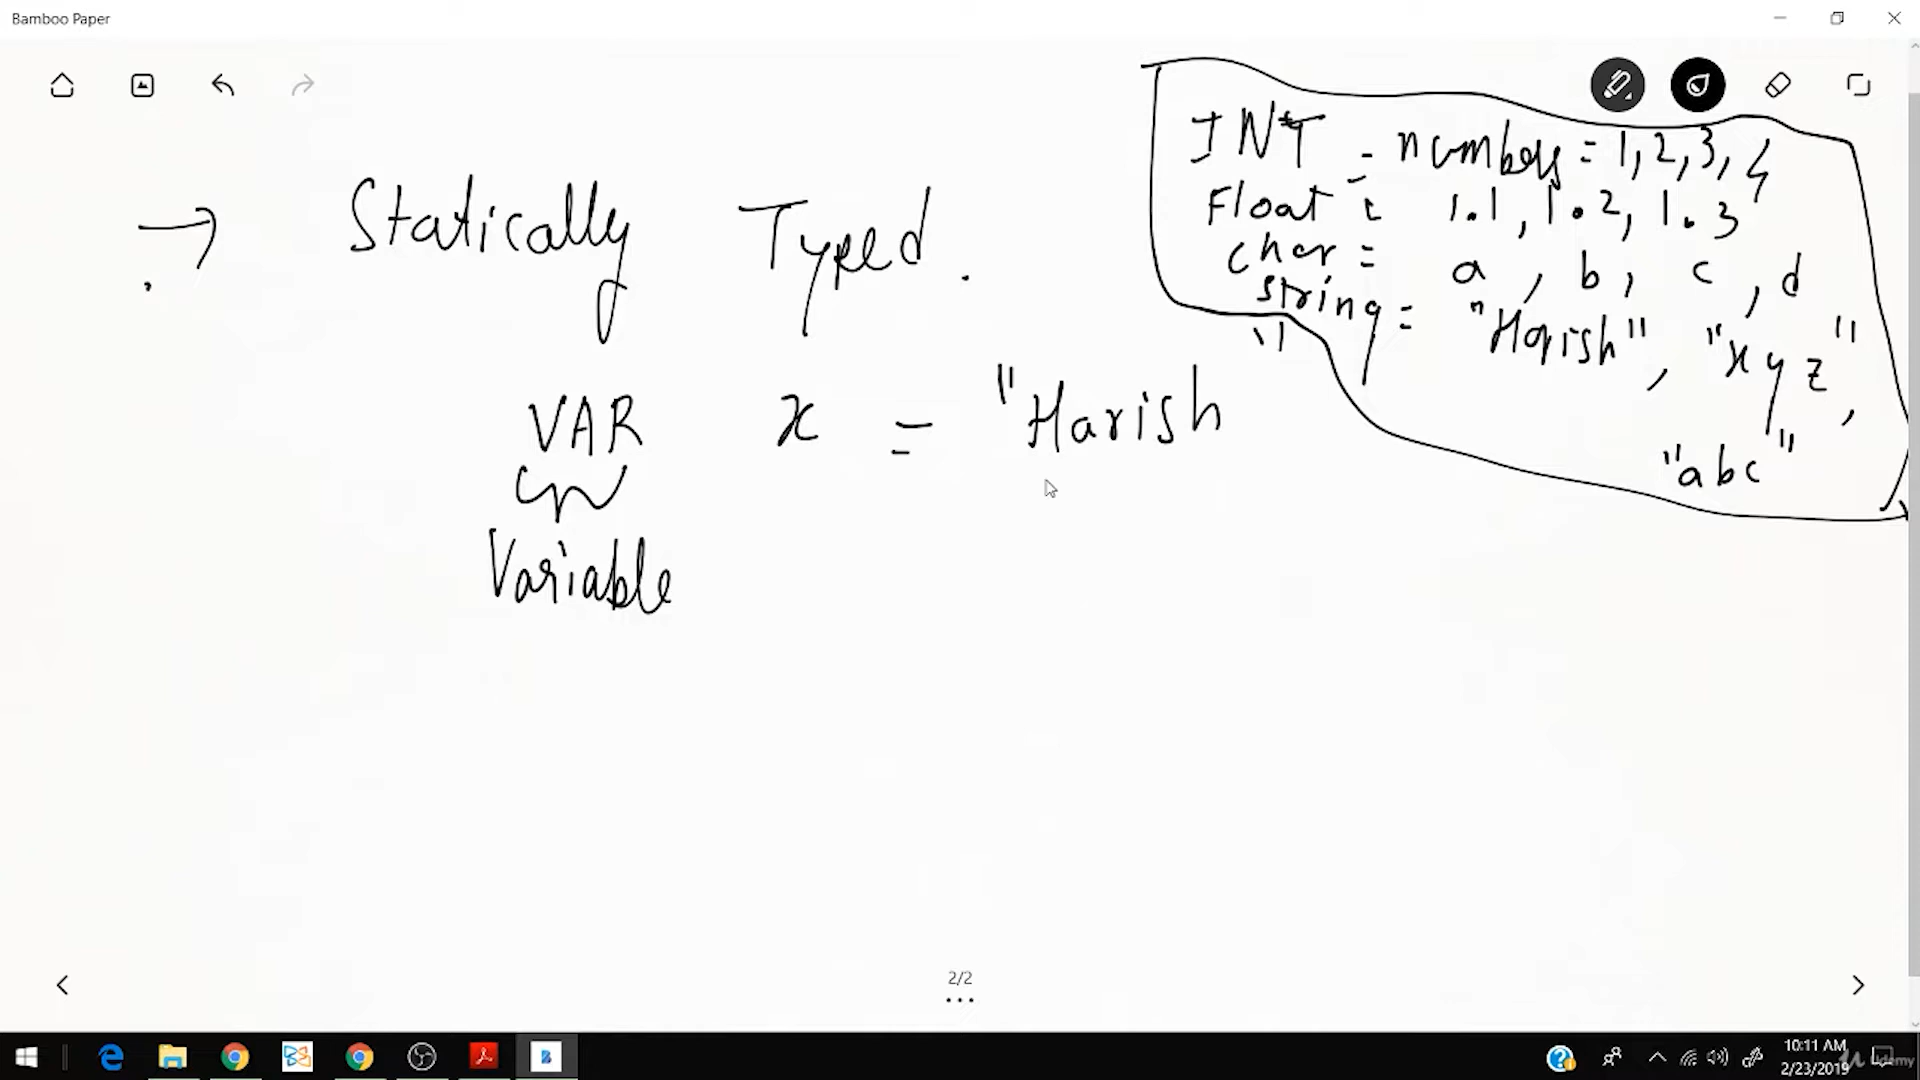 Bamboo Paper
→ Statically Typed.
VAR x = "Harish"
Variable
INT = numbers = 1, 2, 3, 4
Float = 1.1, 1.2, 1.3
char = a, b, c, d
string = "Harish", "xyz",
"abc"
2/2
10:11 AM
2/23/2019
Udemy